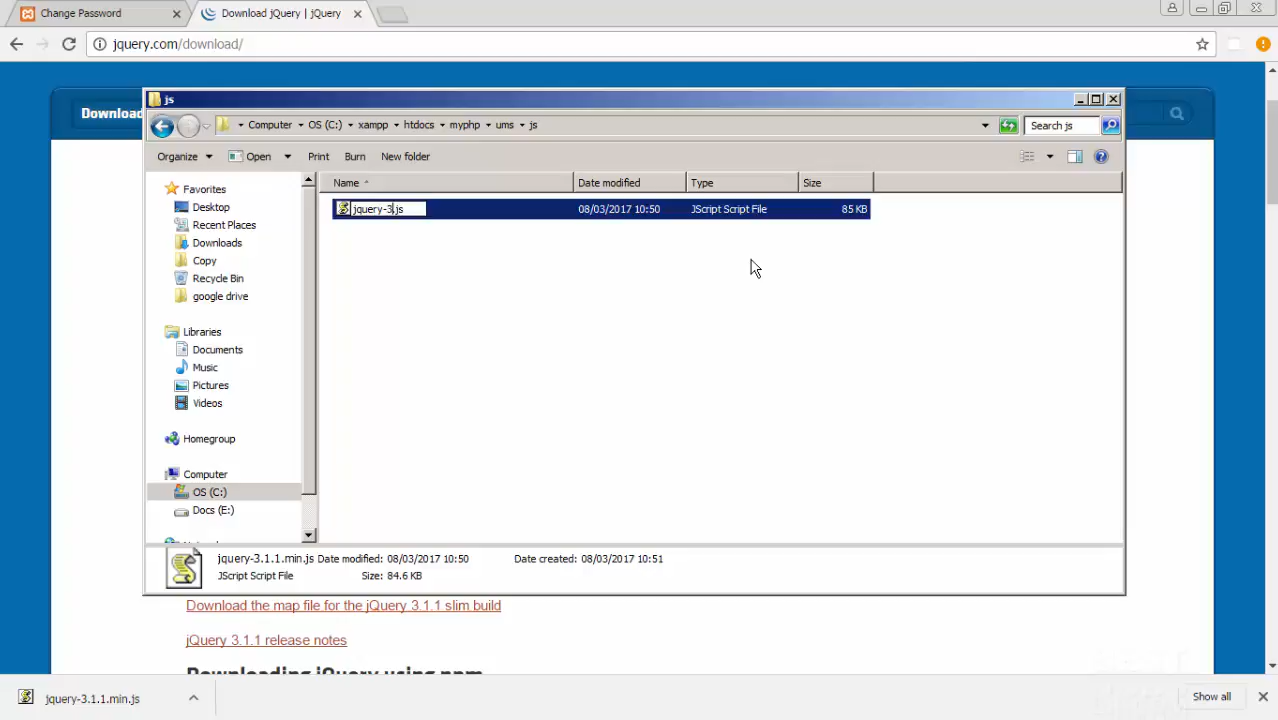 Change Password
Download jQuery | jQuery
jquery.com/download/
Download
js
Computer OS (C:) xampp htdocs myphp ums js
Search js
Organize Open Print Burn New folder
Name Date modified Type Size
Favorites
jquery-3.js 08/03/2017 10:50 JScript Script File 85 KB
Desktop
Recent Places
Downloads
Copy
Recycle Bin
google drive
Libraries
Documents
Music
Pictures
Videos
Homegroup
Computer
OS (C:)
Docs (E:)
jquery-3.1.1.min.js Date modified: 08/03/2017 10:50 Date created: 08/03/2017 10:51
JScript Script File Size: 84.6 KB
Download the map file for the jQuery 3.1.1 slim build
jQuery 3.1.1 release notes
Downloading jQuery using npm
jquery-3.1.1.min.js
Show all